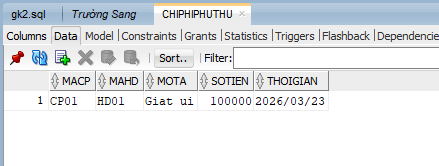 gk2.sql Trường Sang CHIPHIPHUTHU
Columns Data Model Constraints Grants Statistics Triggers Flashback Dependencie
Sort.. Filter:
MACP MAHD MOTA SOTIEN THOIGIAN
1 CP01 HD01 Giat ui 100000 2026/03/23